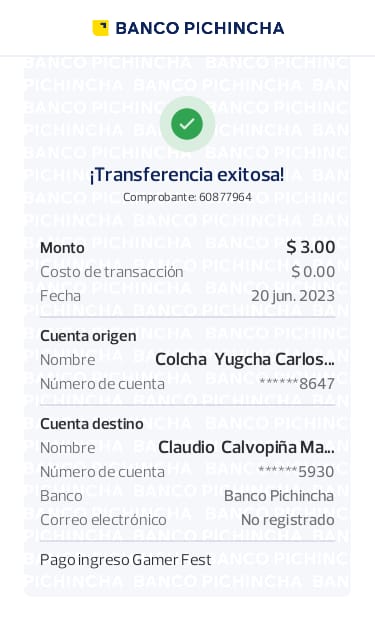 BANCO PICHINCHA
¡Transferencia exitosa!
Comprobante: 60877964
Monto $ 3.00
Costo de transacción $ 0.00
Fecha 20 jun. 2023
Cuenta origen
Nombre Colcha Yugcha Carlos...
Número de cuenta ******8647
Cuenta destino
Nombre Claudio Calvopiña Ma...
Número de cuenta ******5930
Banco Banco Pichincha
Correo electrónico No registrado
Pago ingreso Gamer Fest